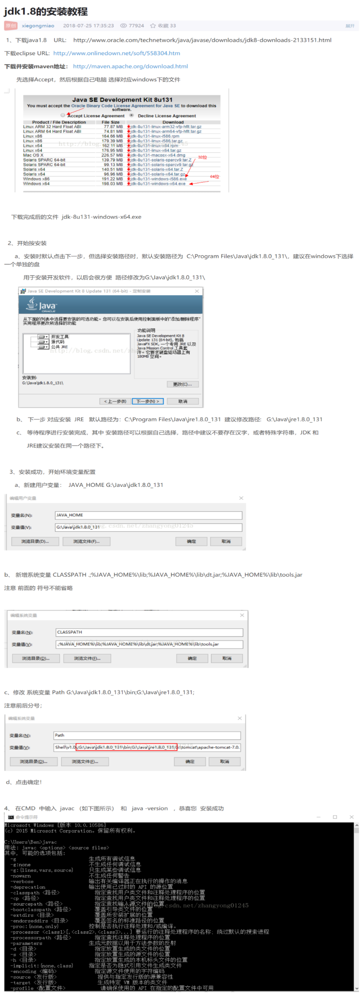 jdk1.8的安装教程
原创 xiegongmiao 2018-07-25 17:35:23 77924 收藏 33 展开
1、下载java1.8 URL: http://www.oracle.com/technetwork/java/javase/downloads/jdk8-downloads-2133151.html
下载eclipse URL: http://www.onlinedown.net/soft/558304.htm
下载并安装maven地址： http://maven.apache.org/download.html
先选择Accept，然后根据自己电脑 选择对应windows下的文件
Java SE Development Kit 8u131
You must accept the Oracle Binary Code License Agreement for Java SE to download this
software.
Accept License Agreement Decline License Agreement
Product / File Description File Size Download
Linux ARM 32 Hard Float ABI 77.87 MB jdk-8u131-linux-arm32-vfp-hflt.tar.gz
Linux ARM 64 Hard Float ABI 74.81 MB jdk-8u131-linux-arm64-vfp-hflt.tar.gz
Linux x86 164.66 MB jdk-8u131-linux-i586.rpm
Linux x86 179.39 MB jdk-8u131-linux-i586.tar.gz
Linux x64 162.11 MB jdk-8u131-linux-x64.rpm
Linux x64 176.95 MB jdk-8u131-linux-x64.tar.gz
Mac OS X 226.57 MB jdk-8u131-macosx-x64.dmg
Solaris SPARC 64-bit 139.79 MB jdk-8u131-solaris-sparcv9.tar.Z 32位
Solaris SPARC 64-bit 99.13 MB jdk-8u131-solaris-sparcv9.tar.gz
Solaris x64 140.51 MB jdk-8u131-solaris-x64.tar.Z
Solaris x64 96.96 MB jdk-8u131-solaris-x64.tar.gz 64位
Windows x86 191.22 MB jdk-8u131-windows-i586.exe
Windows x64 198.03 MB jdk-8u131-windows-x64.exe
下载完成后的文件 jdk-8u131-windows-x64.exe
2、开始按安装
a、安装时默认点击下一步，但选择安装路径时，默认安装路径为 C:\Program Files\Java\jdk1.8.0_131\，建议在windows下选择
一个单独的盘
用于安装开发软件，以后会很方便 路径修改为G:\Java\jdk1.8.0_131\
Java SE Development Kit 8 Update 131 (64-bit) - 定制安装
Java
ORACLE
从下面的列表中选择要安装的可选功能。您可以在安装后使用控制面板中的"添加/删除程序"
实用程序更改所选择的功能
功能说明
开发工具
源代码
公共 JRE
Java SE Development Kit 8
Update 131 (64-bit), 包括
JavaFX SDK, 一个专用 JRE 以及
Java Mission Control 工具套
件。它要求硬盘驱动器上有
180MB 空间。
http://blog.csdn.net/zh
安装到:
G:\Java\jdk1.8.0_131\
更改(C)...
< 上一步(B) 下一步(N) > 取消
b、 下一步 对应安装 JRE 默认路径为：C:\Program Files\Java\jre1.8.0_131 建议修改路径: G:\Java\jre1.8.0_131
c、 等待程序进行安装完成，其中 安装路径可以根据自己选择，路径中建议不要存在汉字，或者特殊字符串，JDK 和
JRE建议安装在同一个路径下。
3、安装成功，开始环境变量配置
a、新建用户变量： JAVA_HOME G:\Java\jdk1.8.0_131
编辑用户变量
变量名(N): JAVA_HOME
变量值(V): G:\Java\jdk1.8.0_131
浏览目录(D)... 浏览文件(F)... 确定 取消
b、 新增系统变量 CLASSPATH .;%JAVA_HOME%\lib;%JAVA_HOME%\lib\dt.jar;%JAVA_HOME%\lib\tools.jar
注意 前面的 符号不能省略
编辑系统变量
变量名(N): CLASSPATH
变量值(V): .;%JAVA_HOME%\lib;%JAVA_HOME%\lib\dt.jar;%JAVA_HOME%\lib\tools.jar
浏览目录(D)... 浏览文件(F)... 确定 取消
c、修改 系统变量 Path G:\Java\jdk1.8.0_131\bin;G:\Java\jre1.8.0_131;
注意前后分号；
编辑系统变量
变量名(N): Path
变量值(V): Shell\v1.0\;G:\Java\jdk1.8.0_131\bin;G:\Java\jre1.8.0_131;G:\tomcat\apache-tomcat-7.0.
浏览目录(D)... 浏览文件(F)... 确定 取消
d、点击确定！
4、 在CMD 中输入 javac （如下图所示） 和 java -version ，恭喜您 安装成功
命令提示符
Microsoft Windows [版本 10.0.10586]
(c) 2015 Microsoft Corporation。保留所有权利。
C:\Users\Ben>javac
用法: javac <options> <source files>
其中, 可能的选项包括:
-g 生成所有调试信息
-g:none 不生成任何调试信息
-g:{lines,vars,source} 只生成某些调试信息
-nowarn 不生成任何警告
-verbose 输出有关编译器正在执行的操作的消息
-deprecation 输出使用已过时的 API 的源位置
-classpath <路径> 指定查找用户类文件和注释处理程序的位置
-cp <路径> 指定查找用户类文件和注释处理程序的位置
-sourcepath <路径> 指定查找输入源文件的位置
-bootclasspath <路径> 覆盖引导类文件的位置
-extdirs <目录> 覆盖所安装扩展的位置
-endorseddirs <目录> 覆盖签名的标准路径的位置
-proc:{none,only} 控制是否执行注释处理和/或编译。
-processor <class1>[,<class2>,<class3>...] 要运行的注释处理程序的名称; 绕过默认的搜索进程
-processorpath <路径> 指定查找注释处理程序的位置
-parameters 生成元数据以用于方法参数的反射
-d <目录> 指定放置生成的类文件的位置
-s <目录> 指定放置生成的源文件的位置
-h <目录> 指定放置生成的本机标头文件的位置
-implicit:{none,class} 指定是否为隐式引用文件生成类文件
-encoding <编码> 指定源文件使用的字符编码
-source <发行版> 提供与指定发行版的源兼容性
-target <发行版> 生成特定 VM 版本的类文件
-profile <配置文件> 请确保使用的 API 在指定的配置文件中可用